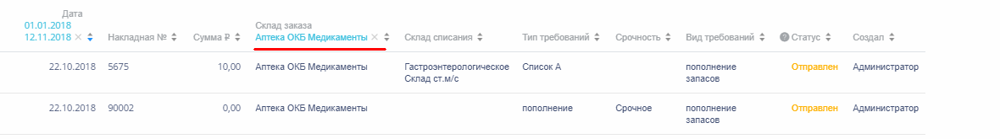 Дата
01.01.2018
12.11.2018 × Накладная № Сумма ₽ Склад заказа
Аптека ОКБ Медикаменты × Склад списания Тип требований Срочность Вид требований ? Статус Создал
22.10.2018 5675 10,00 Аптека ОКБ Медикаменты Гастроэнтерологическое Список А пополнение Отправлен Администратор
Склад ст.м/с запасов
22.10.2018 90002 0,00 Аптека ОКБ Медикаменты пополнение Срочное пополнение Отправлен Администратор
запасов